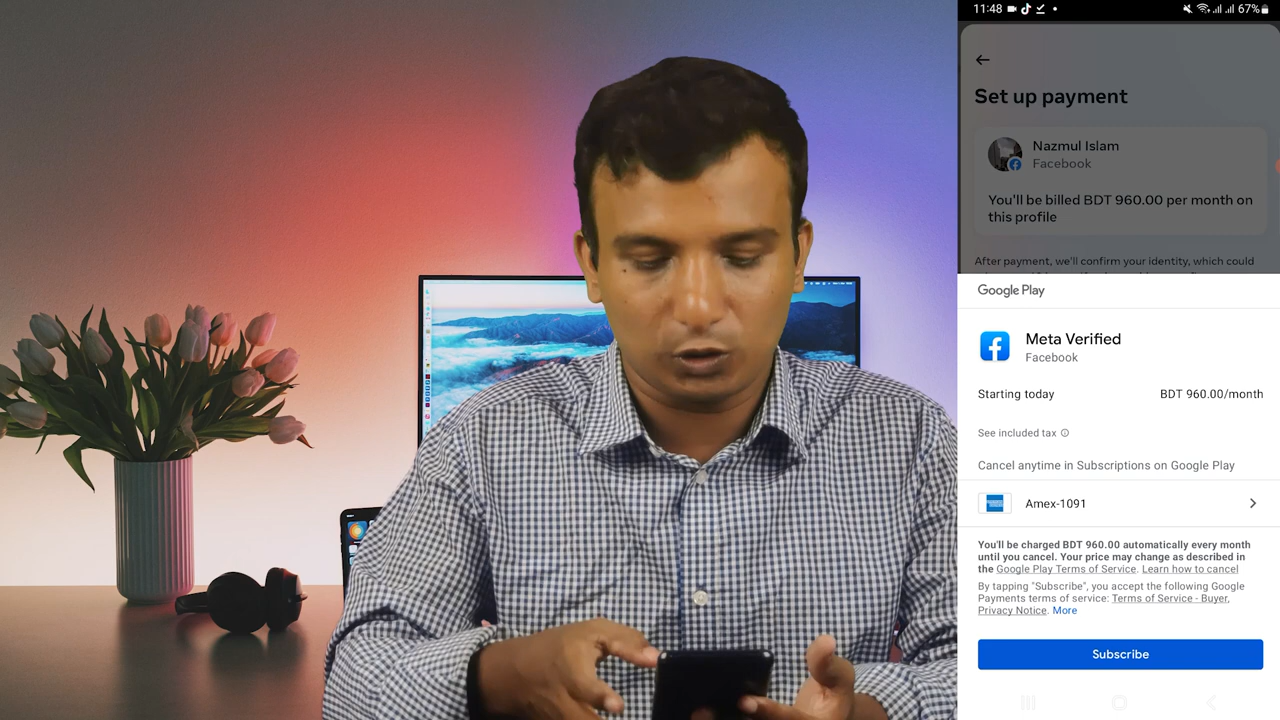 11:48
67%
Set up payment
Nazmul Islam
Facebook
You'll be billed BDT 960.00 per month on
this profile
After payment, we'll confirm your identity, which could
Google Play
Meta Verified
Facebook
Starting today BDT 960.00/month
See included tax
Cancel anytime in Subscriptions on Google Play
Amex-1091
You'll be charged BDT 960.00 automatically every month
until you cancel. Your price may change as described in
the Google Play Terms of Service. Learn how to cancel
By tapping "Subscribe", you accept the following Google
Payments terms of service: Terms of Service - Buyer,
Privacy Notice. More
Subscribe